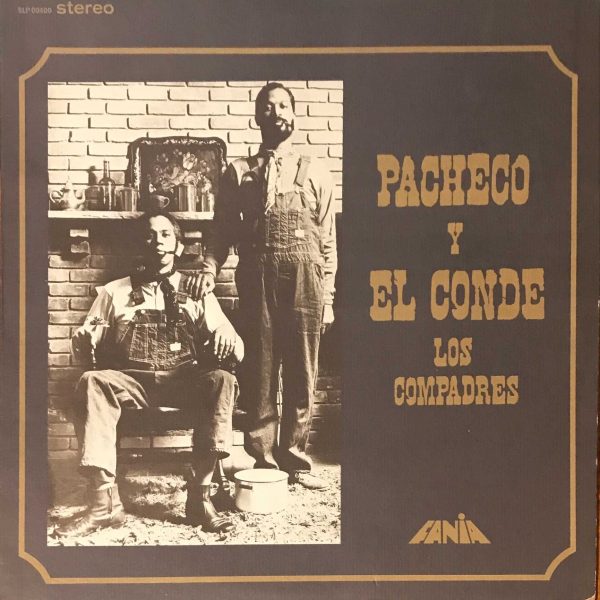 SLP 00400 stereo
PACHECO
Y
EL CONDE
LOS
COMPADRES
FANIA